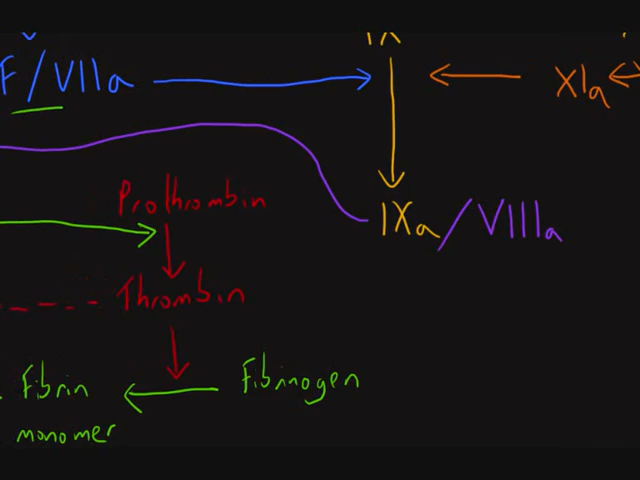 IX
F/VIIa
XIa
Prothrombin
IXa/VIIIa
Thrombin
Fibrin
Fibrinogen
monomer